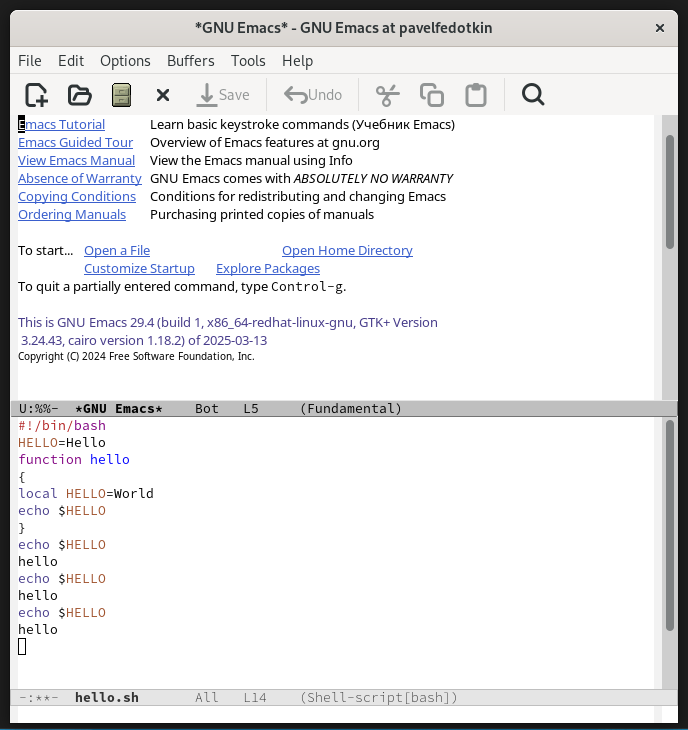 *GNU Emacs* - GNU Emacs at pavelfedotkin
File Edit Options Buffers Tools Help
Save Undo
Emacs Tutorial Learn basic keystroke commands (Учебник Emacs)
Emacs Guided Tour Overview of Emacs features at gnu.org
View Emacs Manual View the Emacs manual using Info
Absence of Warranty GNU Emacs comes with ABSOLUTELY NO WARRANTY
Copying Conditions Conditions for redistributing and changing Emacs
Ordering Manuals Purchasing printed copies of manuals
To start... Open a File Open Home Directory
Customize Startup Explore Packages
To quit a partially entered command, type Control-g.
This is GNU Emacs 29.4 (build 1, x86_64-redhat-linux-gnu, GTK+ Version
3.24.43, cairo version 1.18.2) of 2025-03-13
Copyright (C) 2024 Free Software Foundation, Inc.
U:%%- *GNU Emacs* Bot L5 (Fundamental)
#!/bin/bash
HELLO=Hello
function hello
{
local HELLO=World
echo $HELLO
}
echo $HELLO
hello
echo $HELLO
hello
echo $HELLO
hello
-:**- hello.sh All L14 (Shell-script[bash])